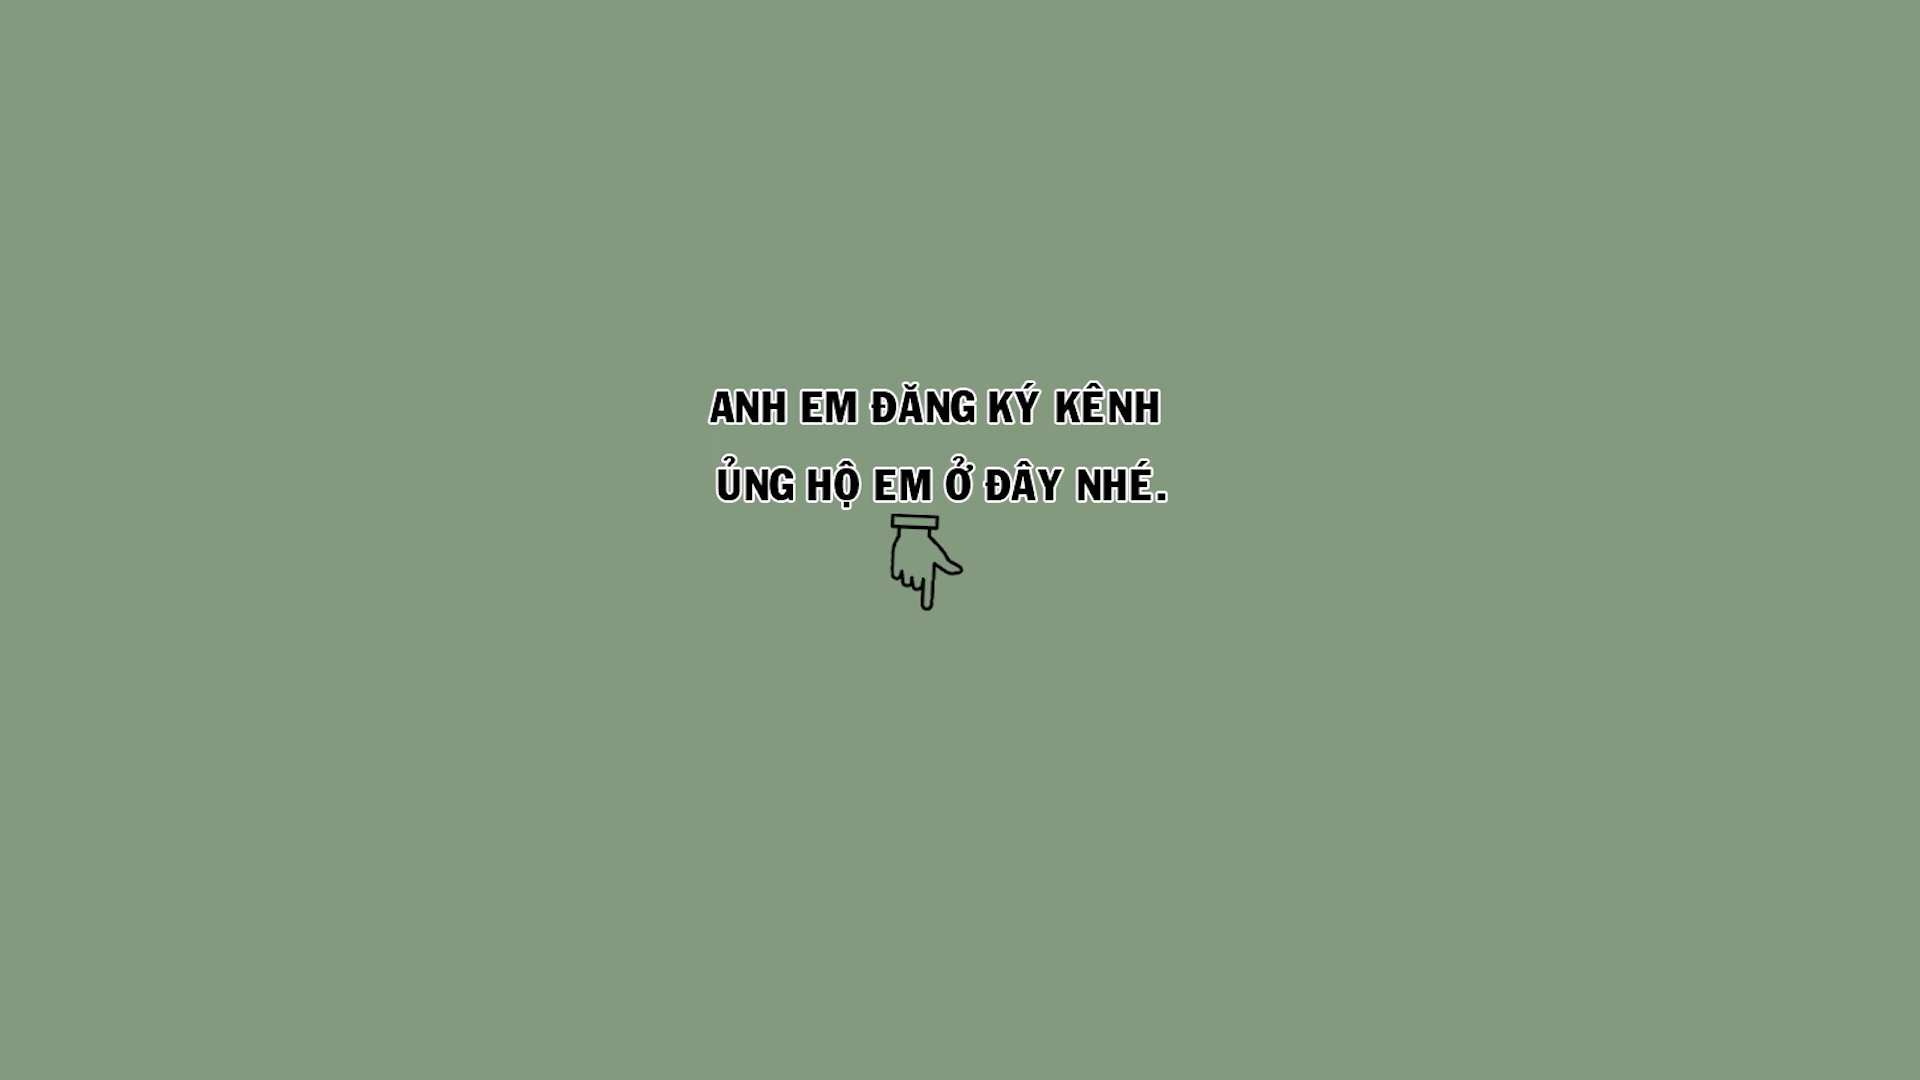 ANH EM ĐĂNG KÝ KÊNH
ỦNG HỘ EM Ở ĐÂY NHÉ.